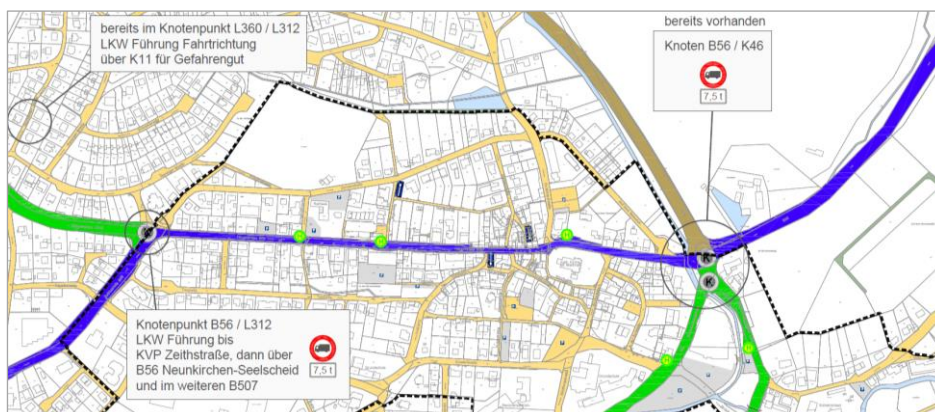 bereits im Knotenpunkt L360 / L312
LKW Führung Fahrtrichtung
über K11 für Gefahrengut
bereits vorhanden
Knoten B56 / K46
7,5 t
K
K
Knotenpunkt B56 / L312
LKW Führung bis
KVP Zeithstraße, dann über
B56 Neunkirchen-Seelscheid
und im weiteren B507
7,5 t